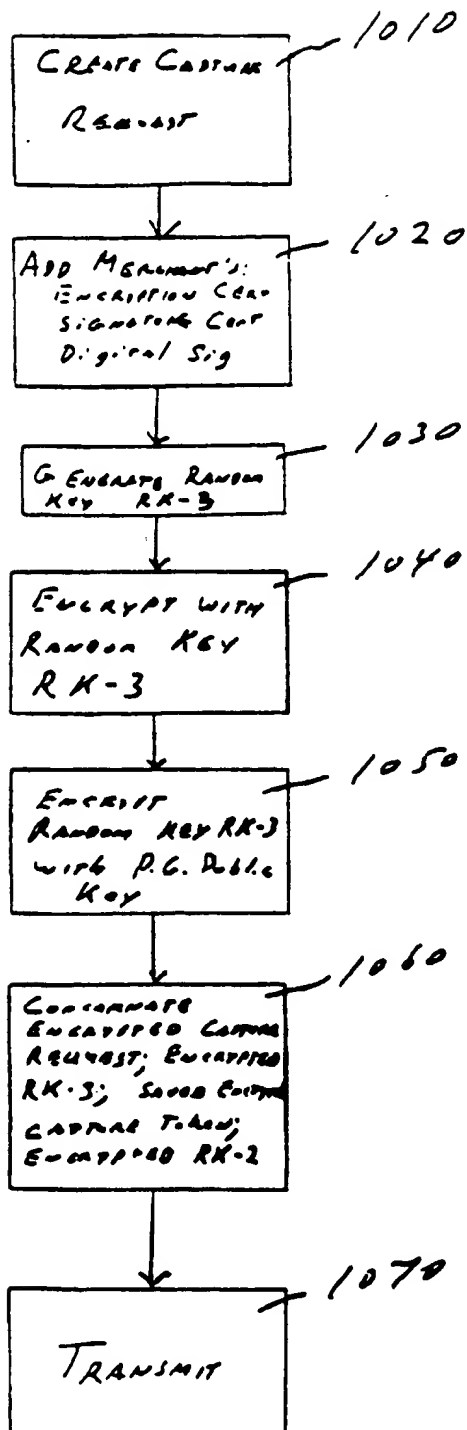 1010
CREATE CAPTURE
REQUEST
1020
ADD MERCHANT'S:
ENCRYPTION CERT
SIGNATURE CERT
Digital Sig
1030
GENERATE RANDOM
KEY RK-3
1040
ENCRYPT WITH
RANDOM KEY
RK-3
1050
ENCRYPT
RANDOM KEY RK-3
WITH P.G. Public
KEY
1060
CONCATENATE
ENCRYPTED CAPTURE
REQUEST; ENCRYPTED
RK-3; SAVED
CAPTURE TOKEN;
ENCRYPTED RK-2
1070
TRANSMIT